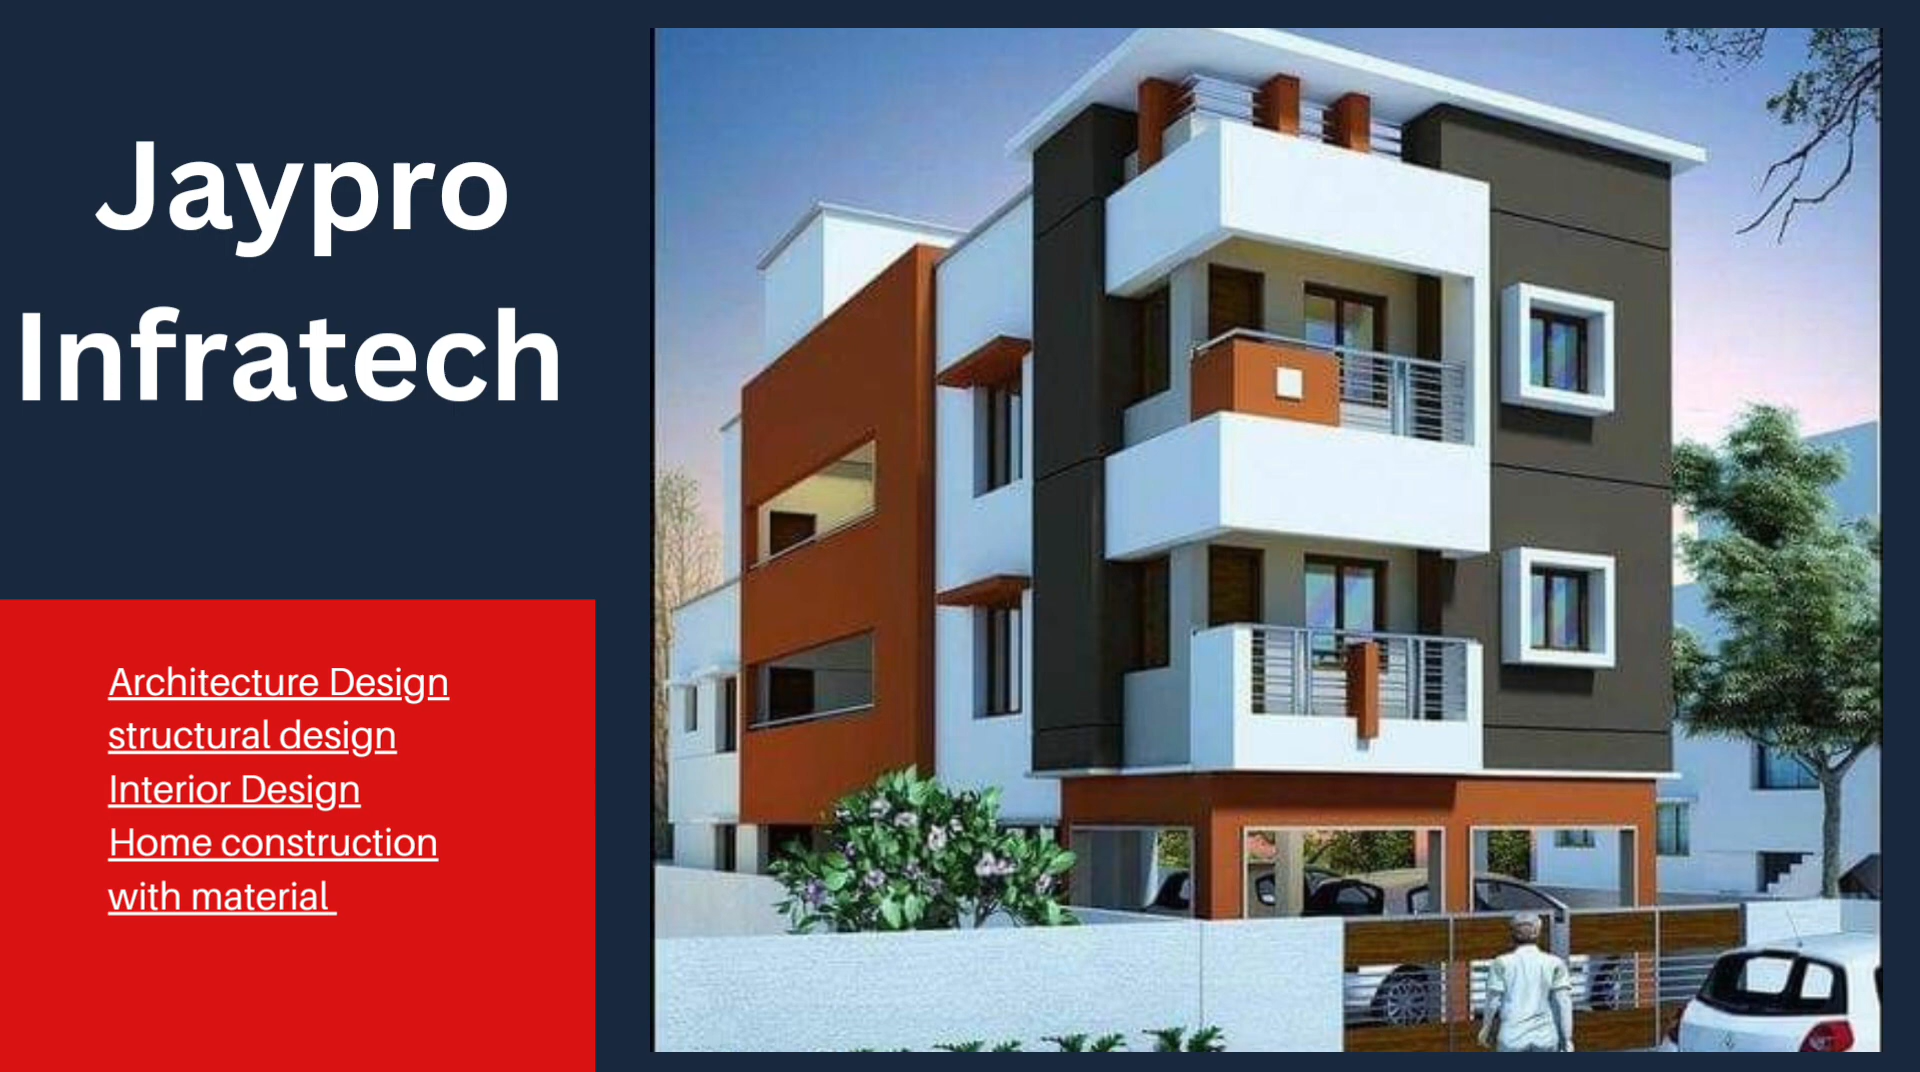 Jaypro
Infratech
Architecture Design
structural design
Interior Design
Home construction
with material